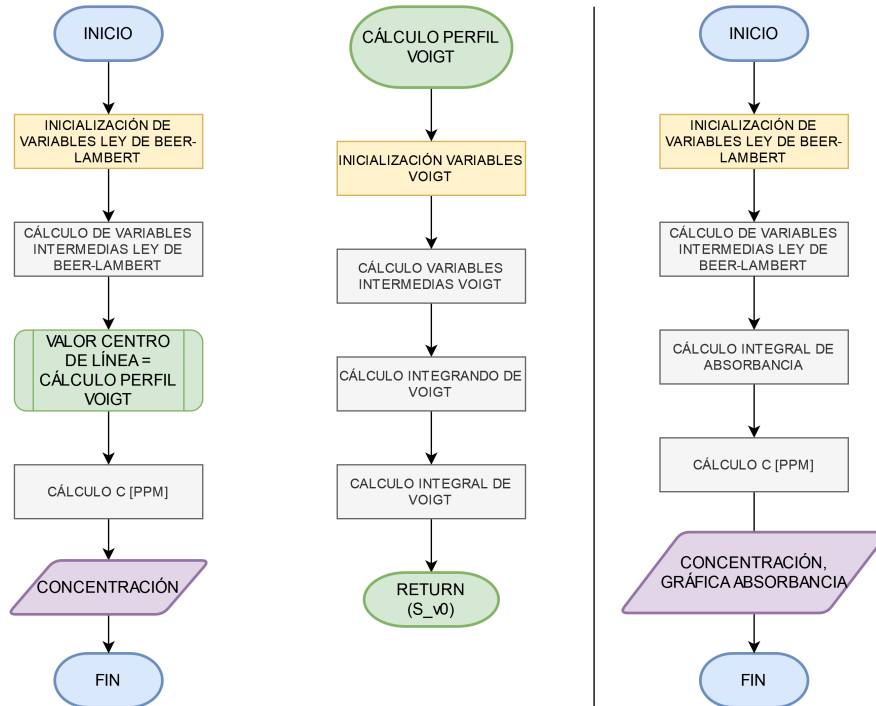 INICIO
INICIALIZACIÓN DE
VARIABLES LEY DE BEER-
LAMBERT
CÁLCULO DE VARIABLES
INTERMEDIAS LEY DE
BEER-LAMBERT
VALOR CENTRO
DE LÍNEA =
CÁLCULO PERFIL
VOIGT
CÁLCULO C [PPM]
CONCENTRACIÓN
FIN
CÁLCULO PERFIL
VOIGT
INICIALIZACIÓN VARIABLES
VOIGT
CÁLCULO VARIABLES
INTERMEDIAS VOIGT
CÁLCULO INTEGRANDO DE
VOIGT
CALCULO INTEGRAL DE
VOIGT
RETURN
(S_v0)
INICIO
INICIALIZACIÓN DE
VARIABLES LEY DE BEER-
LAMBERT
CÁLCULO DE VARIABLES
INTERMEDIAS LEY DE
BEER-LAMBERT
CÁLCULO INTEGRAL DE
ABSORBANCIA
CÁLCULO C [PPM]
CONCENTRACIÓN,
GRÁFICA ABSORBANCIA
FIN